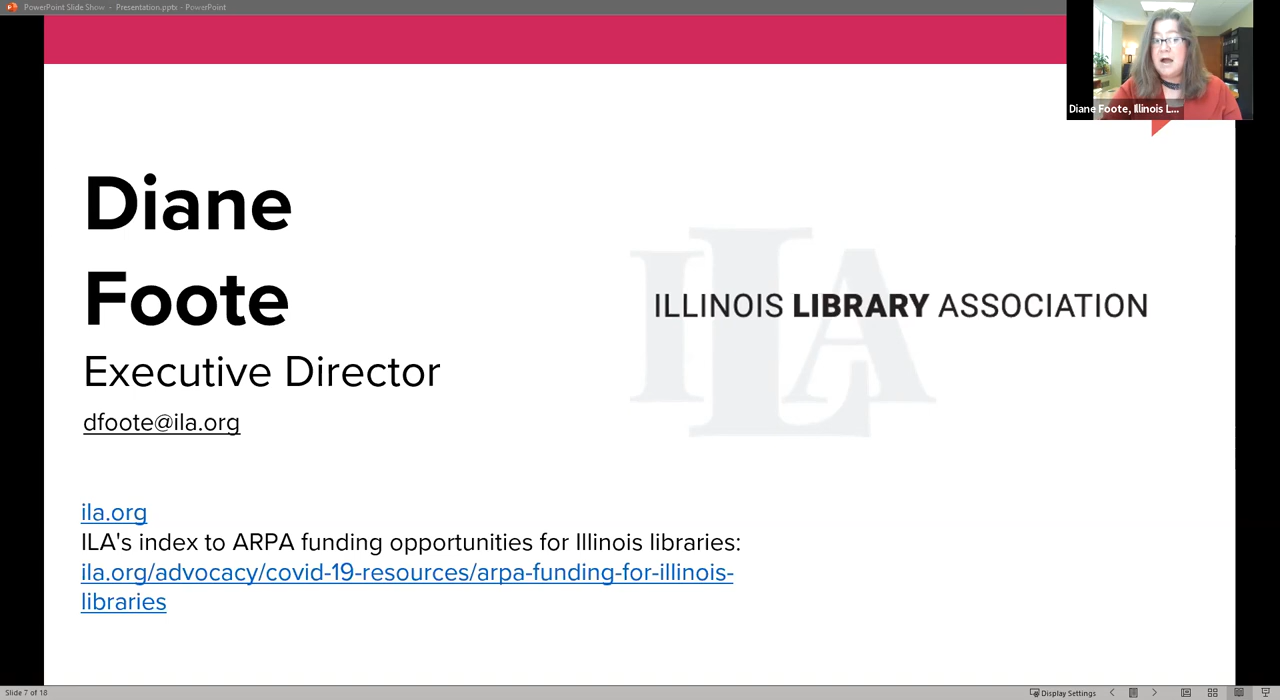 PowerPoint Slide Show - Presentation.pptx - PowerPoint
Diane Foote, Illinois L...
Diane
Foote
Executive Director
dfoote@ila.org
ILA
ILLINOIS LIBRARY ASSOCIATION
ila.org
ILA's index to ARPA funding opportunities for Illinois libraries:
ila.org/advocacy/covid-19-resources/arpa-funding-for-illinois-
libraries
Slide 7 of 18
Display Settings